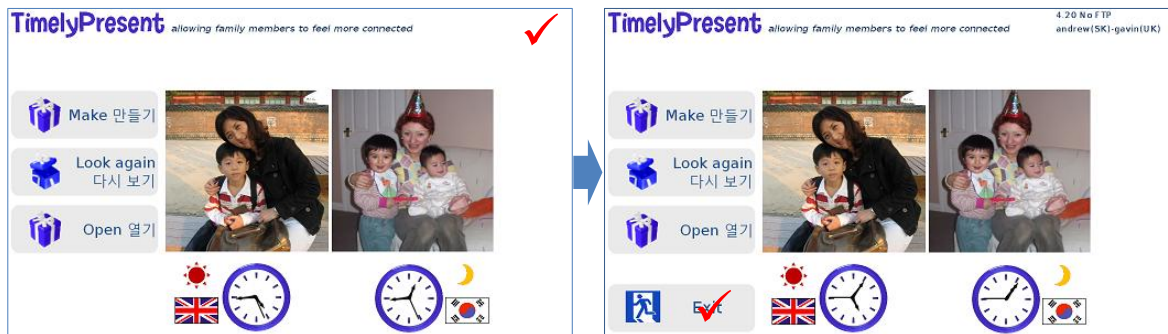 TimelyPresent allowing family members to feel more connected
Make 만들기
Look again
다시 보기
Open 열기
TimelyPresent allowing family members to feel more connected
4.20 No FTP
andrew(SK)-gavin(UK)
Make 만들기
Look again
다시 보기
Open 열기
Exit